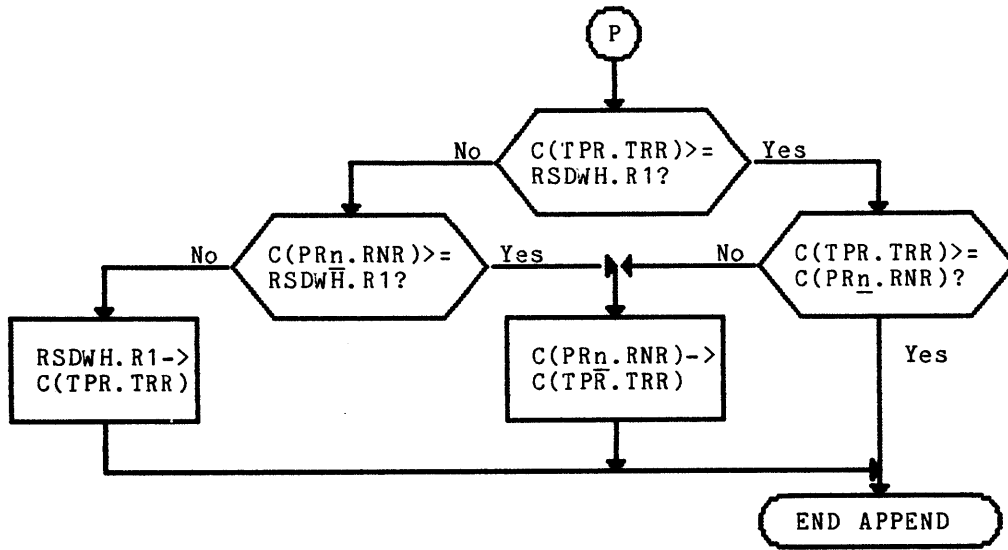 P
C(TPR.TRR)>=
RSDWH.R1?
No
Yes
C(PRn.RNR)>=
RSDWH.R1?
No
Yes
C(TPR.TRR)>=
C(PRn.RNR)?
No
Yes
RSDWH.R1->
C(TPR.TRR)
C(PRn.RNR)->
C(TPR.TRR)
END APPEND